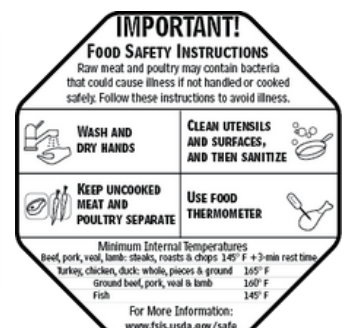 IMPORTANT!
FOOD SAFETY INSTRUCTIONS
Raw meat and poultry may contain bacteria
that could cause illness if not handled or cooked
safely. Follow these instructions to avoid illness.
WASH AND
DRY HANDS
CLEAN UTENSILS
AND SURFACES,
AND THEN SANITIZE
KEEP UNCOOKED
MEAT AND
POULTRY SEPARATE
USE FOOD
THERMOMETER
Minimum Internal Temperatures
Beef, pork, veal, lamb: steaks, roasts & chops 145° F +3-min rest time
Turkey, chicken, duck: whole, pieces & ground 165° F
Ground beef, pork, veal & lamb 160° F
Fish 145° F
For More Information:
www.fsis.usda.gov/safe